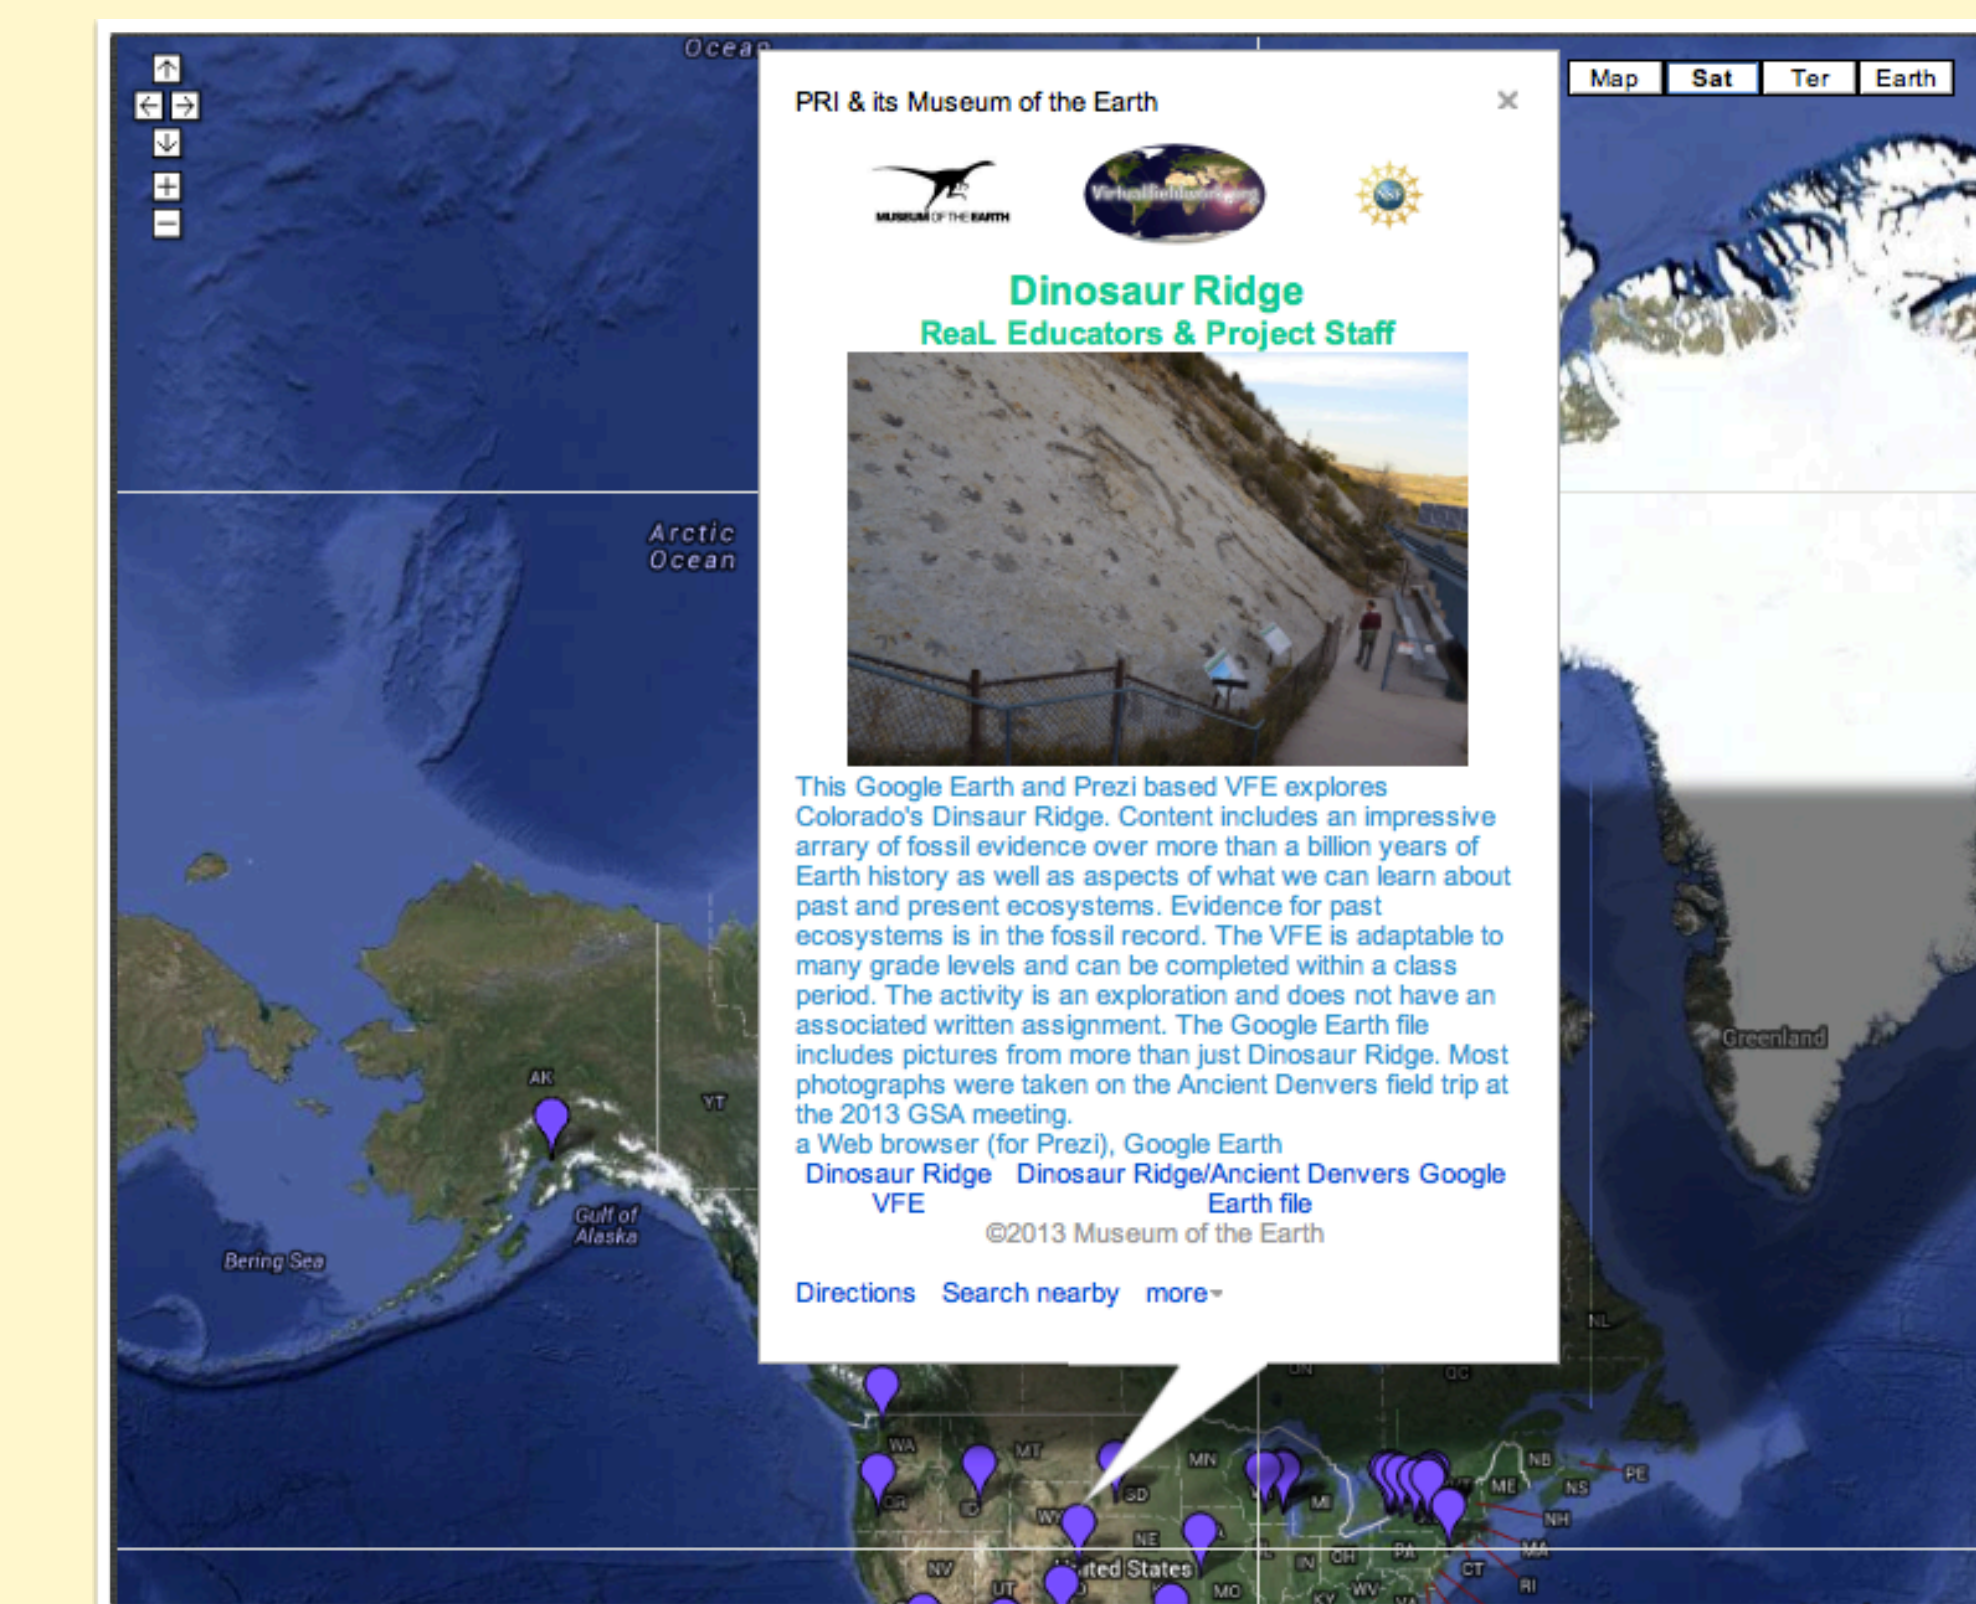 Ocean
Map Sat Ter Earth
PRI & its Museum of the Earth
MUSEUM OF THE EARTH
Virtualfieldwork.org
NSF
Dinosaur Ridge
ReaL Educators & Project Staff
Arctic
Ocean
This Google Earth and Prezi based VFE explores
Colorado's Dinsaur Ridge. Content includes an impressive
arrary of fossil evidence over more than a billion years of
Earth history as well as aspects of what we can learn about
past and present ecosystems. Evidence for past
ecosystems is in the fossil record. The VFE is adaptable to
many grade levels and can be completed within a class
period. The activity is an exploration and does not have an
associated written assignment. The Google Earth file
includes pictures from more than just Dinosaur Ridge. Most
photographs were taken on the Ancient Denvers field trip at
the 2013 GSA meeting.
a Web browser (for Prezi), Google Earth
Dinosaur Ridge Dinosaur Ridge/Ancient Denvers Google
VFE Earth file
©2013 Museum of the Earth
Directions Search nearby more
Greenland
AK
YT
Gulf of
Alaska
Bering Sea
NL
ON
QC
WA
MT
MN
NB
PE
OR
ID
SD
MI
ME
NS
WY
NE
NH
NV
United States
IN
OH
PA
MA
CT
RI
UT
MO
KY
WV
VA